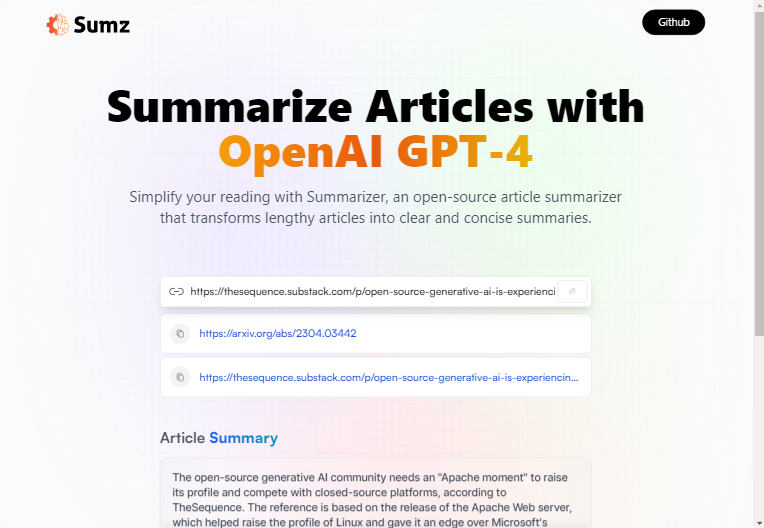 Sumz
Github
Summarize Articles with
OpenAI GPT-4
Simplify your reading with Summarizer, an open-source article summarizer
that transforms lengthy articles into clear and concise summaries.
https://thesequence.substack.com/p/open-source-generative-ai-is-experienci
https://arxiv.org/abs/2304.03442
https://thesequence.substack.com/p/open-source-generative-ai-is-experiencin...
Article Summary
The open-source generative AI community needs an "Apache moment" to raise
its profile and compete with closed-source platforms, according to
TheSequence. The reference is based on the release of the Apache Web server,
which helped raise the profile of Linux and gave it an edge over Microsoft's